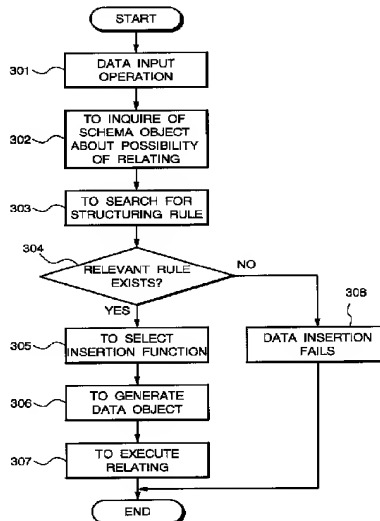 START
301
DATA INPUT
OPERATION
302
TO INQUIRE OF
SCHEMA OBJECT
ABOUT POSSIBILITY
OF RELATING
303
TO SEARCH FOR
STRUCTURING RULE
304
RELEVANT RULE
EXISTS?
NO
YES
305
TO SELECT
INSERTION FUNCTION
308
DATA INSERTION
FAILS
306
TO GENERATE
DATA OBJECT
307
TO EXECUTE
RELATING
END